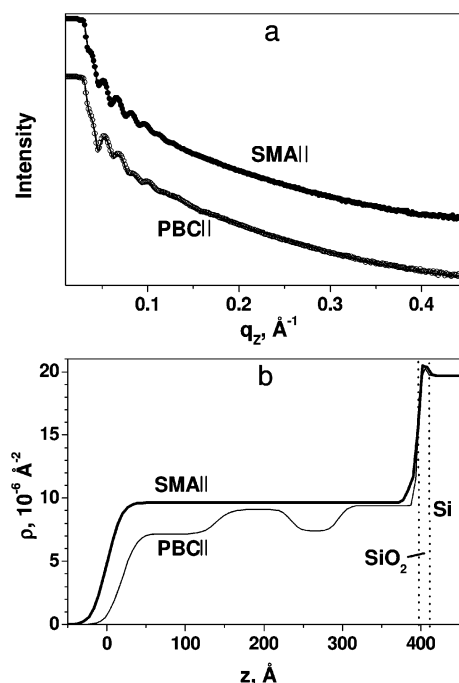 a
Intensity
SMA||
PBC||
0.1 0.2 0.3 0.4
qz, Å-1
b
20
15
10
5
0
ρ, 10-6 Å-2
SMA||
PBC||
SiO2
Si
0 100 200 300 400
z, Å